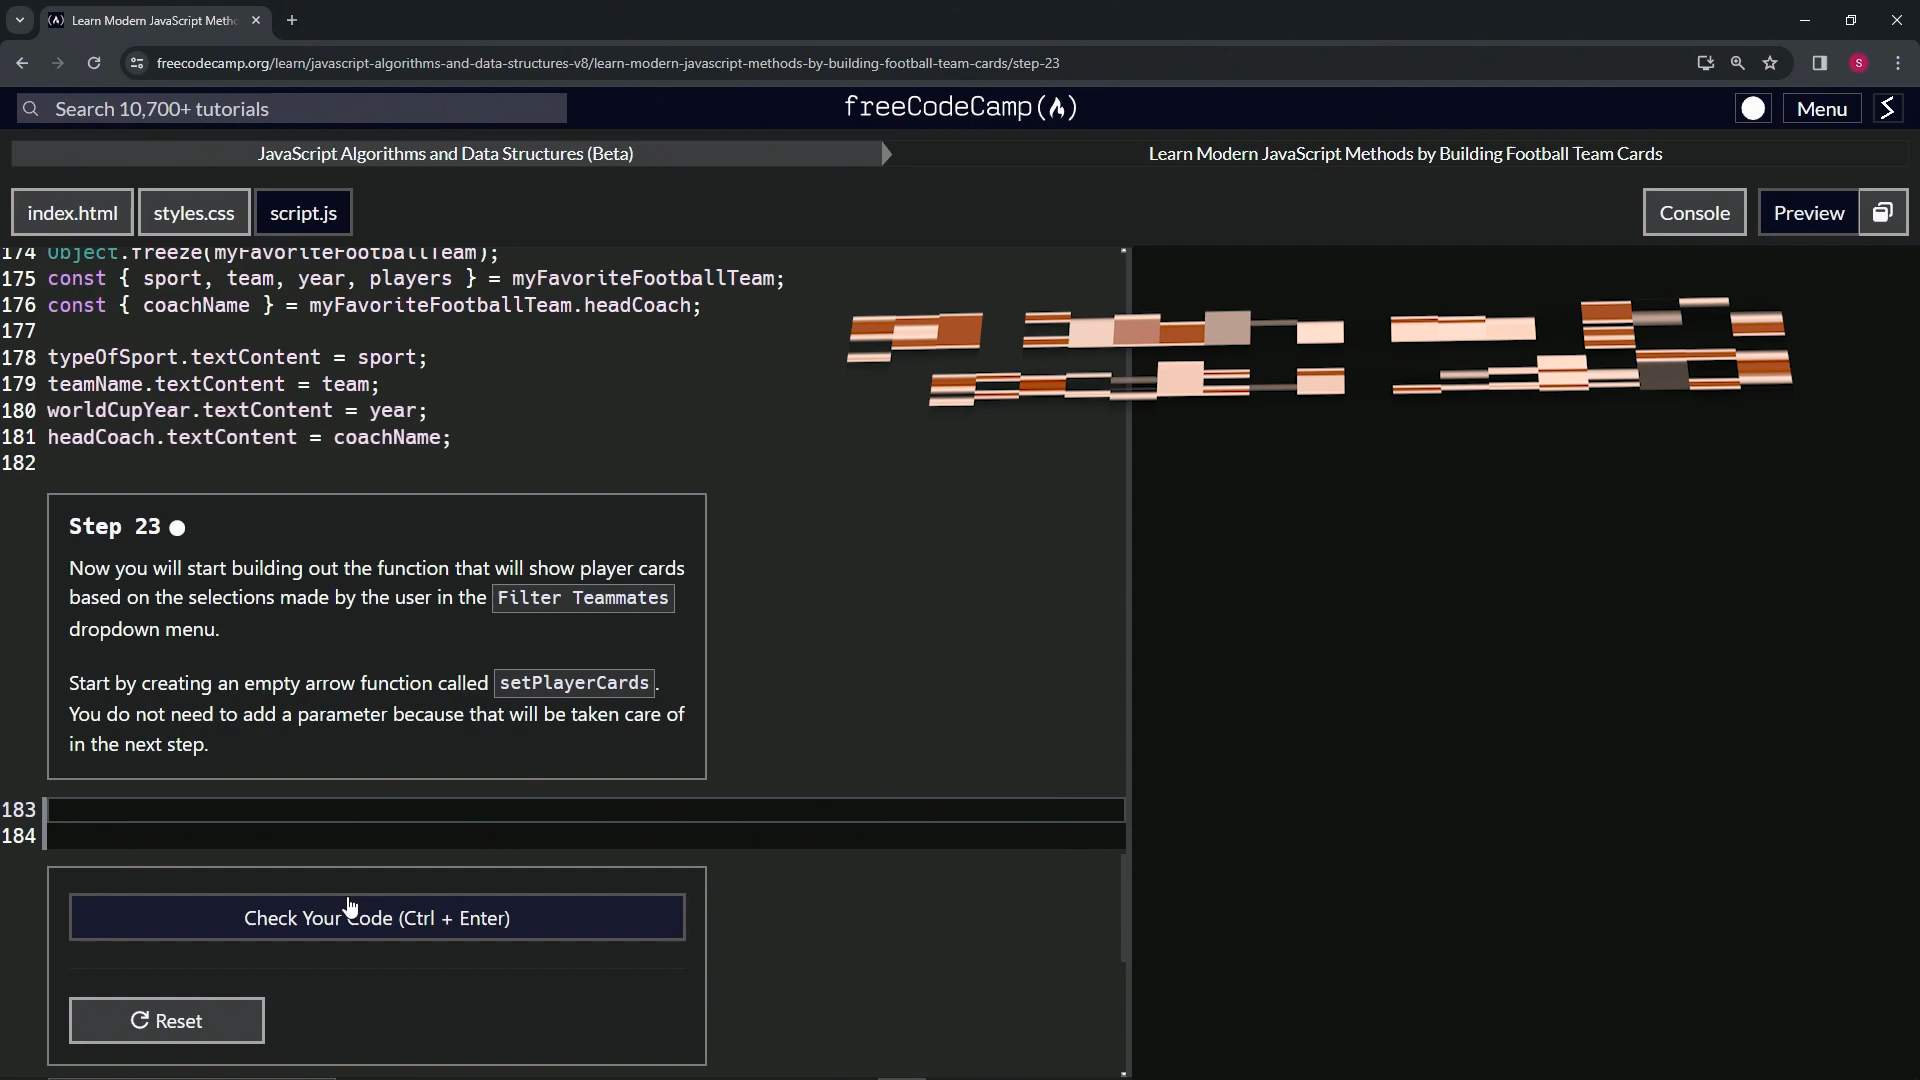 Learn Modern JavaScript Meth
freecodecamp.org/learn/javascript-algorithms-and-data-structures-v8/learn-modern-javascript-methods-by-building-football-team-cards/step-23
S
Search 10,700+ tutorials
freeCodeCamp
Menu
JavaScript Algorithms and Data Structures (Beta)
Learn Modern JavaScript Methods by Building Football Team Cards
index.html
styles.css
script.js
Console
Preview
174 Object.freeze(myFavoriteFootballTeam);
175 const { sport, team, year, players } = myFavoriteFootballTeam;
176 const { coachName } = myFavoriteFootballTeam.headCoach;
177
178 typeOfSport.textContent = sport;
179 teamName.textContent = team;
180 worldCupYear.textContent = year;
181 headCoach.textContent = coachName;
182
Step 23
Now you will start building out the function that will show player cards
based on the selections made by the user in the Filter Teammates
dropdown menu.
Start by creating an empty arrow function called setPlayerCards.
You do not need to add a parameter because that will be taken care of
in the next step.
183
184
Check Your Code (Ctrl + Enter)
Reset